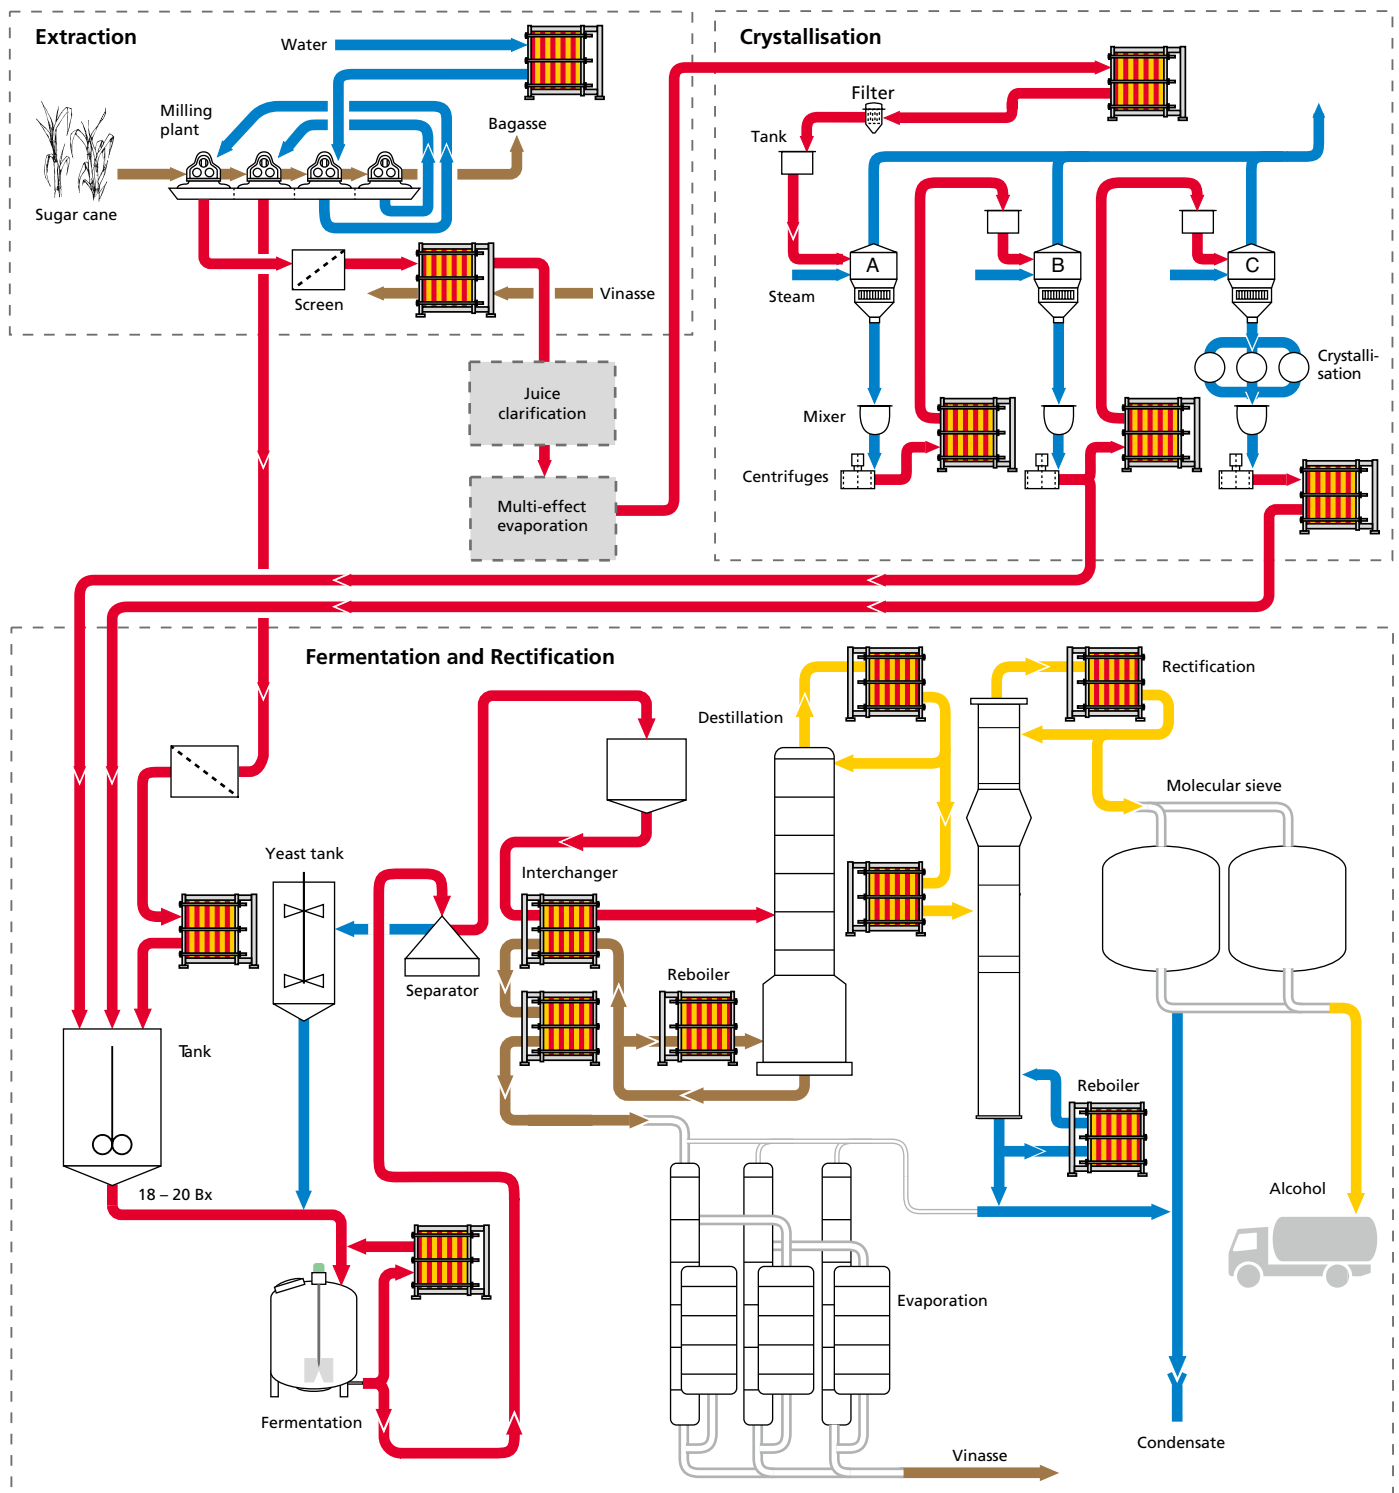 Extraction
Water
Milling
plant
Bagasse
Sugar cane
Screen
Vinasse
Juice
clarification
Multi-effect
evaporation
Crystallisation
Filter
Tank
A
B
C
Steam
Crystalli-
sation
Mixer
Centrifuges
Fermentation and Rectification
Rectification
Destillation
Molecular sieve
Yeast tank
Interchanger
Separator
Reboiler
Tank
Reboiler
18 – 20 Bx
Alcohol
Evaporation
Fermentation
Condensate
Vinasse